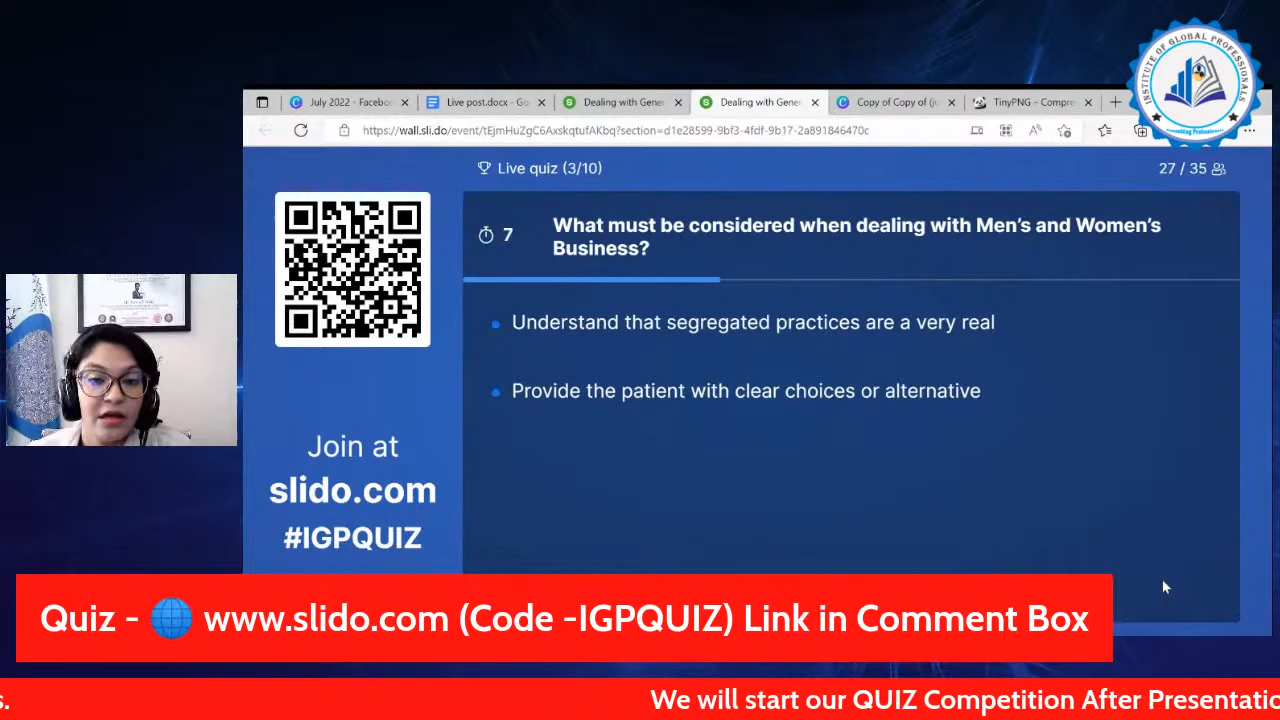 INSTITUTE OF GLOBAL PROFESSIONALS
July 2022 - Faceboo
Live post.docx - Go
Dealing with Gene
Dealing with Gene
Copy of Copy of (ju
TinyPNG – Compre
https://wall.sli.do/event/tEjmHuZgC6AxskqtufAKbq?section=d1e28599-9bf3-4fdf-9b17-2a891846470c
Live quiz (3/10)
27 / 35
7
What must be considered when dealing with Men's and Women's
Business?
Understand that segregated practices are a very real
Provide the patient with clear choices or alternative
Join at
slido.com
#IGPQUIZ
Quiz - www.slido.com (Code -IGPQUIZ) Link in Comment Box
s.
We will start our QUIZ Competition After Presentatio